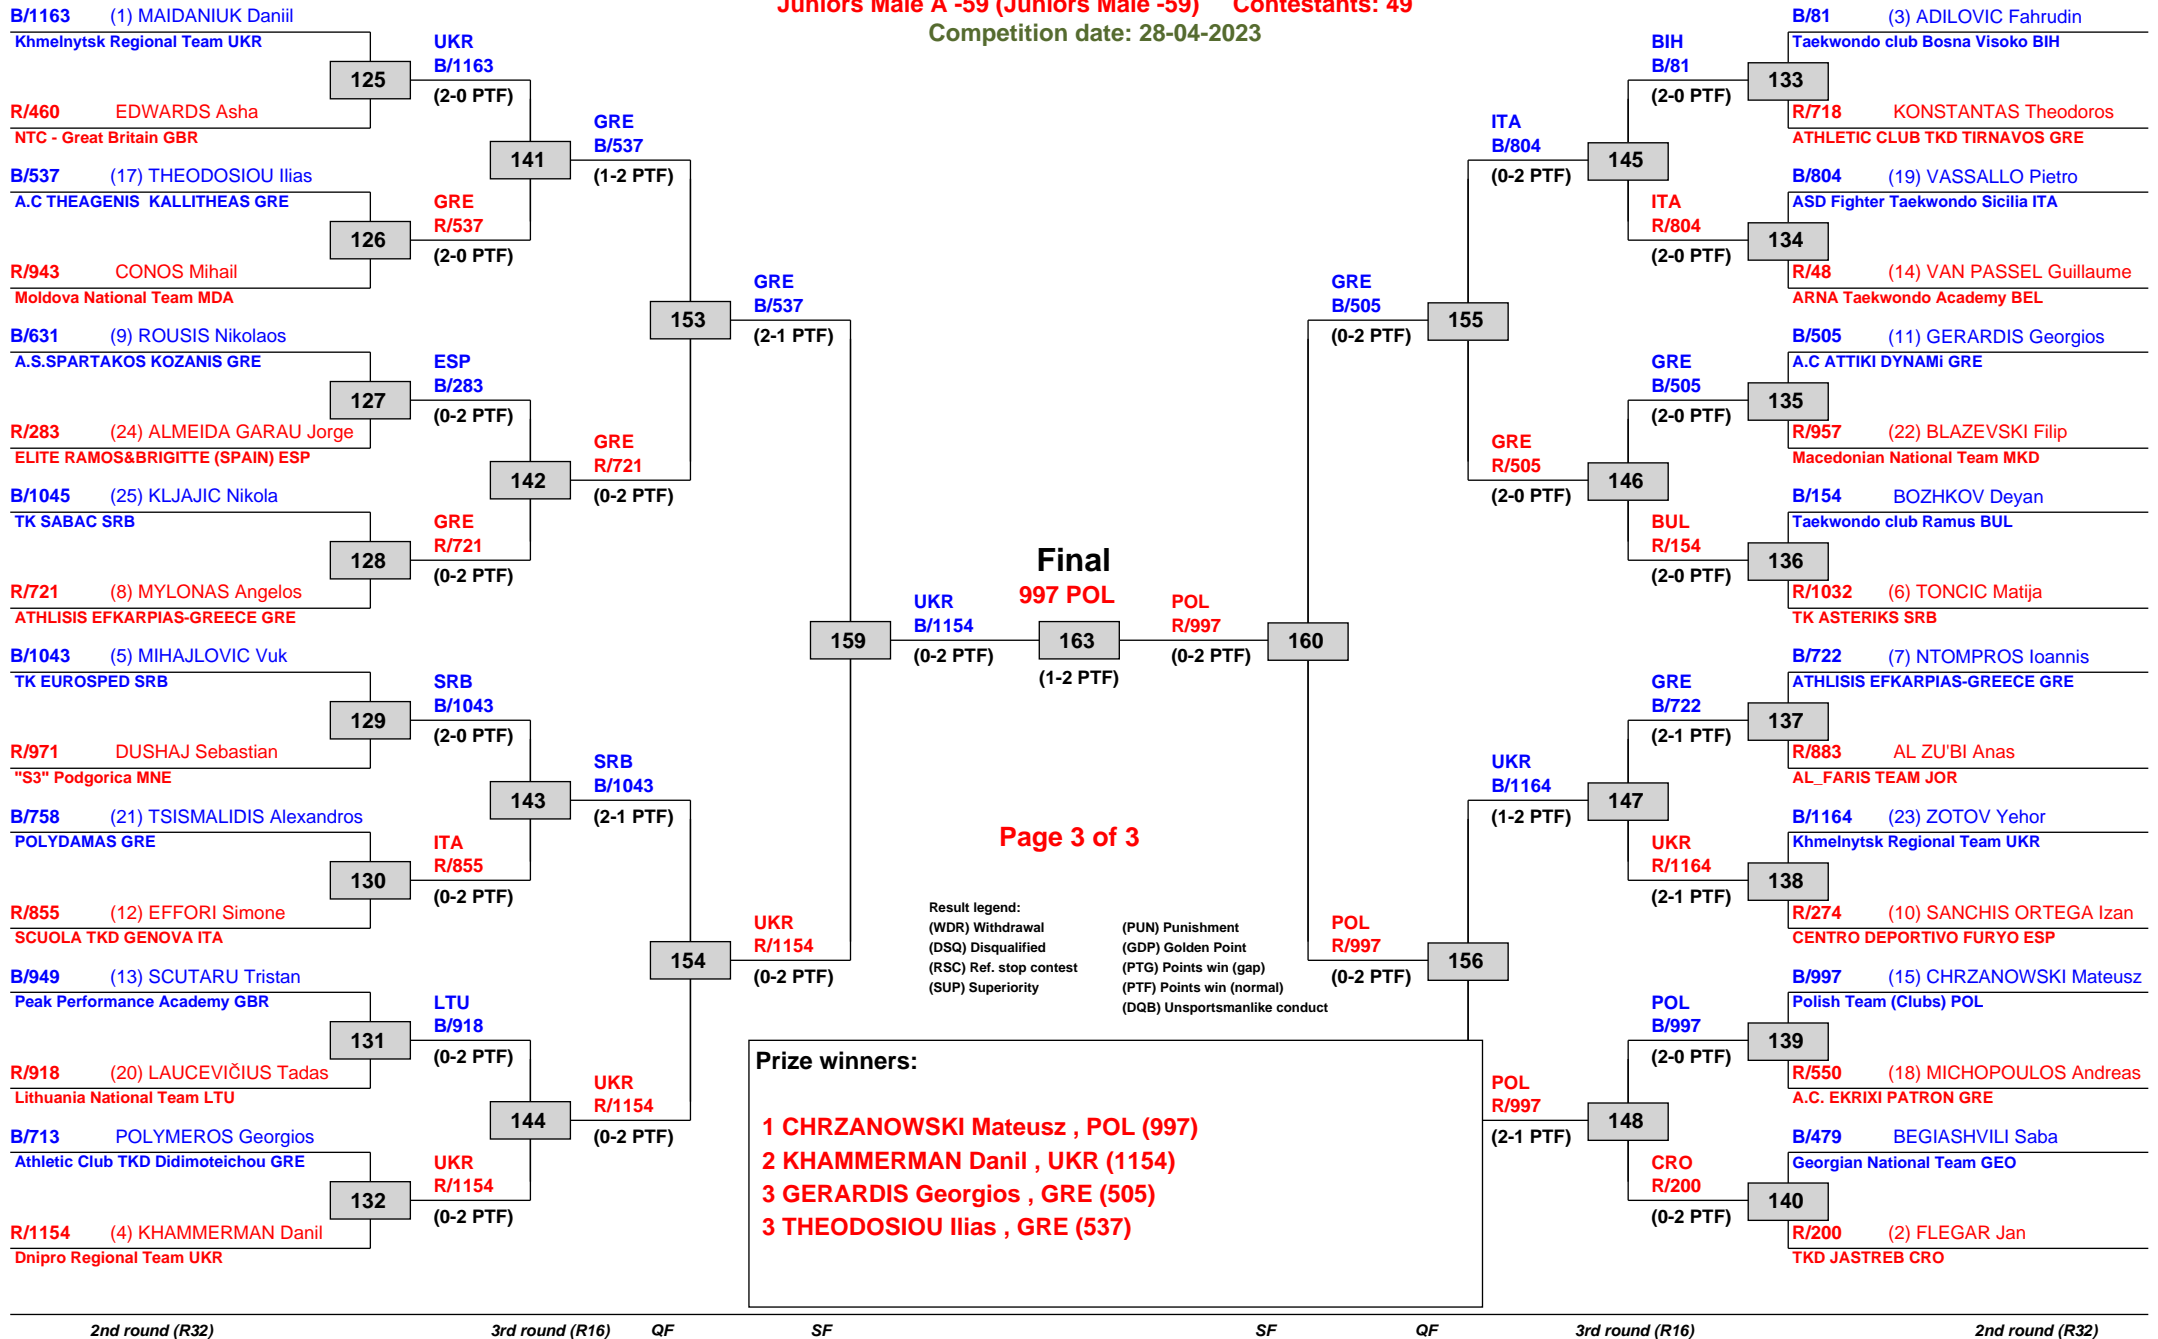 Juniors Male A -59 (Juniors Male -59) Contestants: 49
Competition date: 28-04-2023
B/1163 (1) MAIDANIUK Daniil
Khmelnytsk Regional Team UKR
125
R/460 EDWARDS Asha
NTC - Great Britain GBR
B/537 (17) THEODOSIOU Ilias
A.C THEAGENIS KALLITHEAS GRE
126
R/943 CONOS Mihail
Moldova National Team MDA
B/631 (9) ROUSIS Nikolaos
A.S.SPARTAKOS KOZANIS GRE
127
R/283 (24) ALMEIDA GARAU Jorge
ELITE RAMOS&BRIGITTE (SPAIN) ESP
B/1045 (25) KLJAJIC Nikola
TK SABAC SRB
128
R/721 (8) MYLONAS Angelos
ATHLISIS EFKARPIAS-GREECE GRE
B/1043 (5) MIHAJLOVIC Vuk
TK EUROSPED SRB
129
R/971 DUSHAJ Sebastian
"S3" Podgorica MNE
B/758 (21) TSISMALIDIS Alexandros
POLYDAMAS GRE
130
R/855 (12) EFFORI Simone
SCUOLA TKD GENOVA ITA
B/949 (13) SCUTARU Tristan
Peak Performance Academy GBR
131
R/918 (20) LAUCEVIČIUS Tadas
Lithuania National Team LTU
B/713 POLYMEROS Georgios
Athletic Club TKD Didimoteichou GRE
132
R/1154 (4) KHAMMERMAN Danil
Dnipro Regional Team UKR
UKR
B/1163
(2-0 PTF)
141
GRE
R/537
(2-0 PTF)
ESP
B/283
(0-2 PTF)
142
GRE
R/721
(0-2 PTF)
SRB
B/1043
(2-0 PTF)
143
ITA
R/855
(0-2 PTF)
LTU
B/918
(0-2 PTF)
144
UKR
R/1154
(0-2 PTF)
GRE
B/537
(1-2 PTF)
153
GRE
R/721
(0-2 PTF)
SRB
B/1043
(2-1 PTF)
154
UKR
R/1154
(0-2 PTF)
GRE
B/537
(2-1 PTF)
159
UKR
R/1154
(0-2 PTF)
UKR
B/1154
(0-2 PTF)
Final
997 POL
163
(1-2 PTF)
POL
R/997
(0-2 PTF)
160
GRE
B/505
(0-2 PTF)
155
POL
R/997
(0-2 PTF)
156
ITA
B/804
(0-2 PTF)
145
GRE
R/505
(2-0 PTF)
146
UKR
B/1164
(1-2 PTF)
147
POL
R/997
(2-1 PTF)
148
BIH
B/81
(2-0 PTF)
ITA
R/804
(2-0 PTF)
GRE
B/505
(2-0 PTF)
BUL
R/154
(2-0 PTF)
GRE
B/722
(2-1 PTF)
UKR
R/1164
(2-1 PTF)
POL
B/997
(2-0 PTF)
CRO
R/200
(0-2 PTF)
B/81 (3) ADILOVIC Fahrudin
Taekwondo club Bosna Visoko BIH
133
R/718 KONSTANTAS Theodoros
ATHLETIC CLUB TKD TIRNAVOS GRE
B/804 (19) VASSALLO Pietro
ASD Fighter Taekwondo Sicilia ITA
134
R/48 (14) VAN PASSEL Guillaume
ARNA Taekwondo Academy BEL
B/505 (11) GERARDIS Georgios
A.C ATTIKI DYNAMi GRE
135
R/957 (22) BLAZEVSKI Filip
Macedonian National Team MKD
B/154 BOZHKOV Deyan
Taekwondo club Ramus BUL
136
R/1032 (6) TONCIC Matija
TK ASTERIKS SRB
B/722 (7) NTOMPROS Ioannis
ATHLISIS EFKARPIAS-GREECE GRE
137
R/883 AL ZU'BI Anas
AL_FARIS TEAM JOR
B/1164 (23) ZOTOV Yehor
Khmelnytsk Regional Team UKR
138
R/274 (10) SANCHIS ORTEGA Izan
CENTRO DEPORTIVO FURYO ESP
B/997 (15) CHRZANOWSKI Mateusz
Polish Team (Clubs) POL
139
R/550 (18) MICHOPOULOS Andreas
A.C. EKRIXI PATRON GRE
B/479 BEGIASHVILI Saba
Georgian National Team GEO
140
R/200 (2) FLEGAR Jan
TKD JASTREB CRO
Page 3 of 3
Result legend:
(WDR) Withdrawal (PUN) Punishment
(DSQ) Disqualified (GDP) Golden Point
(RSC) Ref. stop contest (PTG) Points win (gap)
(SUP) Superiority (PTF) Points win (normal)
(DQB) Unsportsmanlike conduct
Prize winners:
1 CHRZANOWSKI Mateusz , POL (997)
2 KHAMMERMAN Danil , UKR (1154)
3 GERARDIS Georgios , GRE (505)
3 THEODOSIOU Ilias , GRE (537)
2nd round (R32) 3rd round (R16) QF SF SF QF 3rd round (R16) 2nd round (R32)